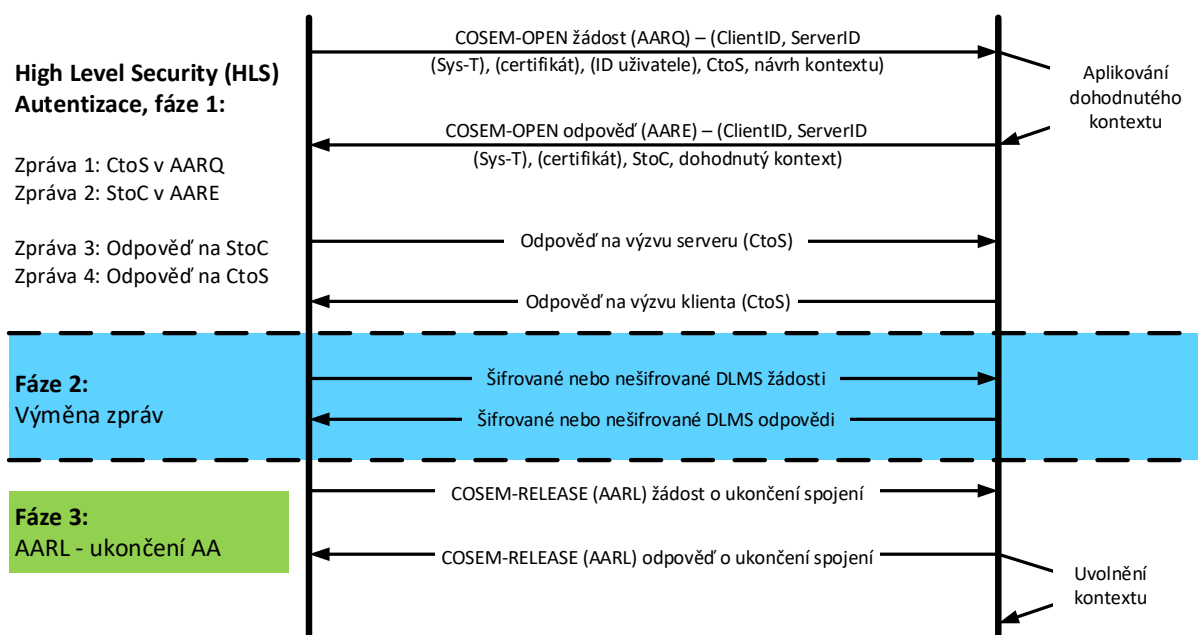 High Level Security (HLS)
Autentizace, fáze 1:
Zpráva 1: CtoS v AARQ
Zpráva 2: StoC v AARE
Zpráva 3: Odpověď na StoC
Zpráva 4: Odpověď na CtoS
COSEM-OPEN žádost (AARQ) – (ClientID, ServerID
(Sys-T), (certifikát), (ID uživatele), CtoS, návrh kontextu)
Aplikování
dohodnutého
kontextu
COSEM-OPEN odpověď (AARE) – (ClientID, ServerID
(Sys-T), (certifikát), StoC, dohodnutý kontext)
Odpověď na výzvu serveru (CtoS)
Odpověď na výzvu klienta (CtoS)
Fáze 2:
Výměna zpráv
Šifrované nebo nešifrované DLMS žádosti
Šifrované nebo nešifrované DLMS odpovědi
Fáze 3:
AARL - ukončení AA
COSEM-RELEASE (AARL) žádost o ukončení spojení
COSEM-RELEASE (AARL) odpověď o ukončení spojení
Uvolnění
kontextu